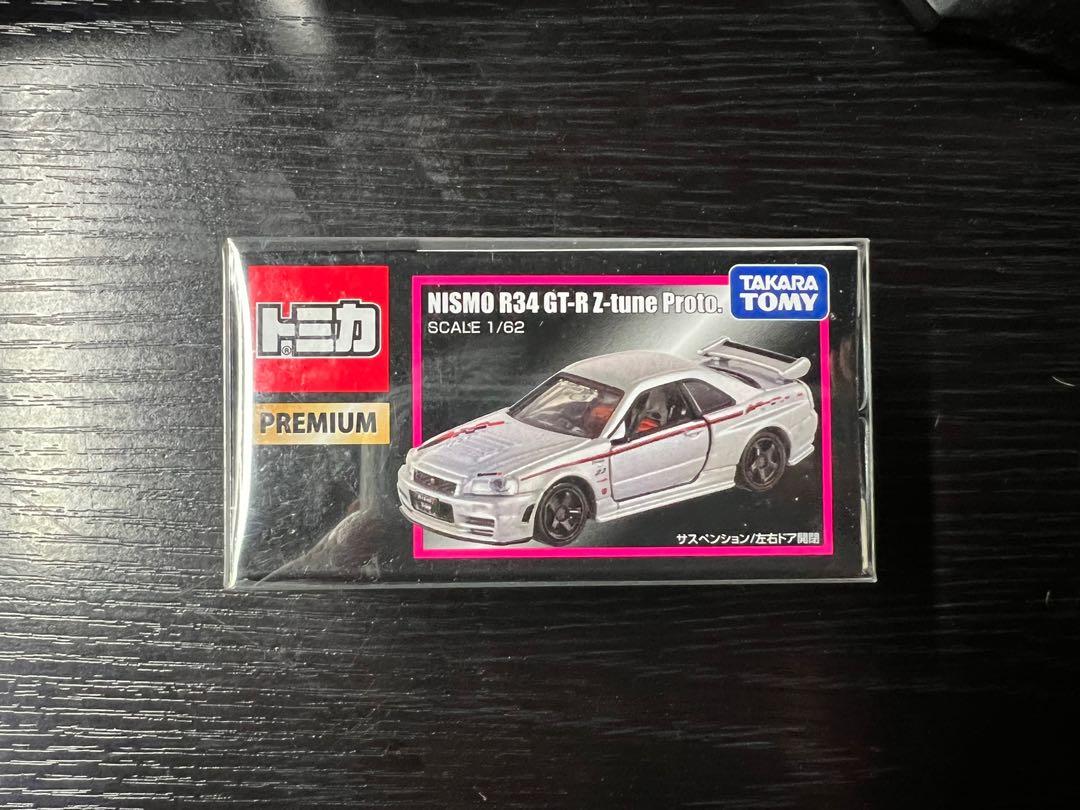 トミカ
®
PREMIUM
NISMO R34 GT-R Z-tune Proto.
SCALE 1/62
TAKARA
TOMY
サスペンション/左右ドア開閉